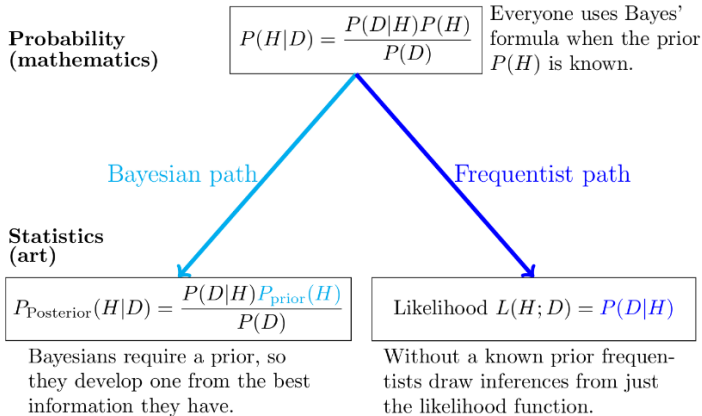 Probability
(mathematics)
P(H|D) = P(D|H)P(H) / P(D)
Everyone uses Bayes'
formula when the prior
P(H) is known.
Bayesian path
Frequentist path
Statistics
(art)
P_Posterior(H|D) = P(D|H)P_prior(H) / P(D)
Likelihood L(H; D) = P(D|H)
Bayesians require a prior, so
they develop one from the best
information they have.
Without a known prior frequen-
tists draw inferences from just
the likelihood function.